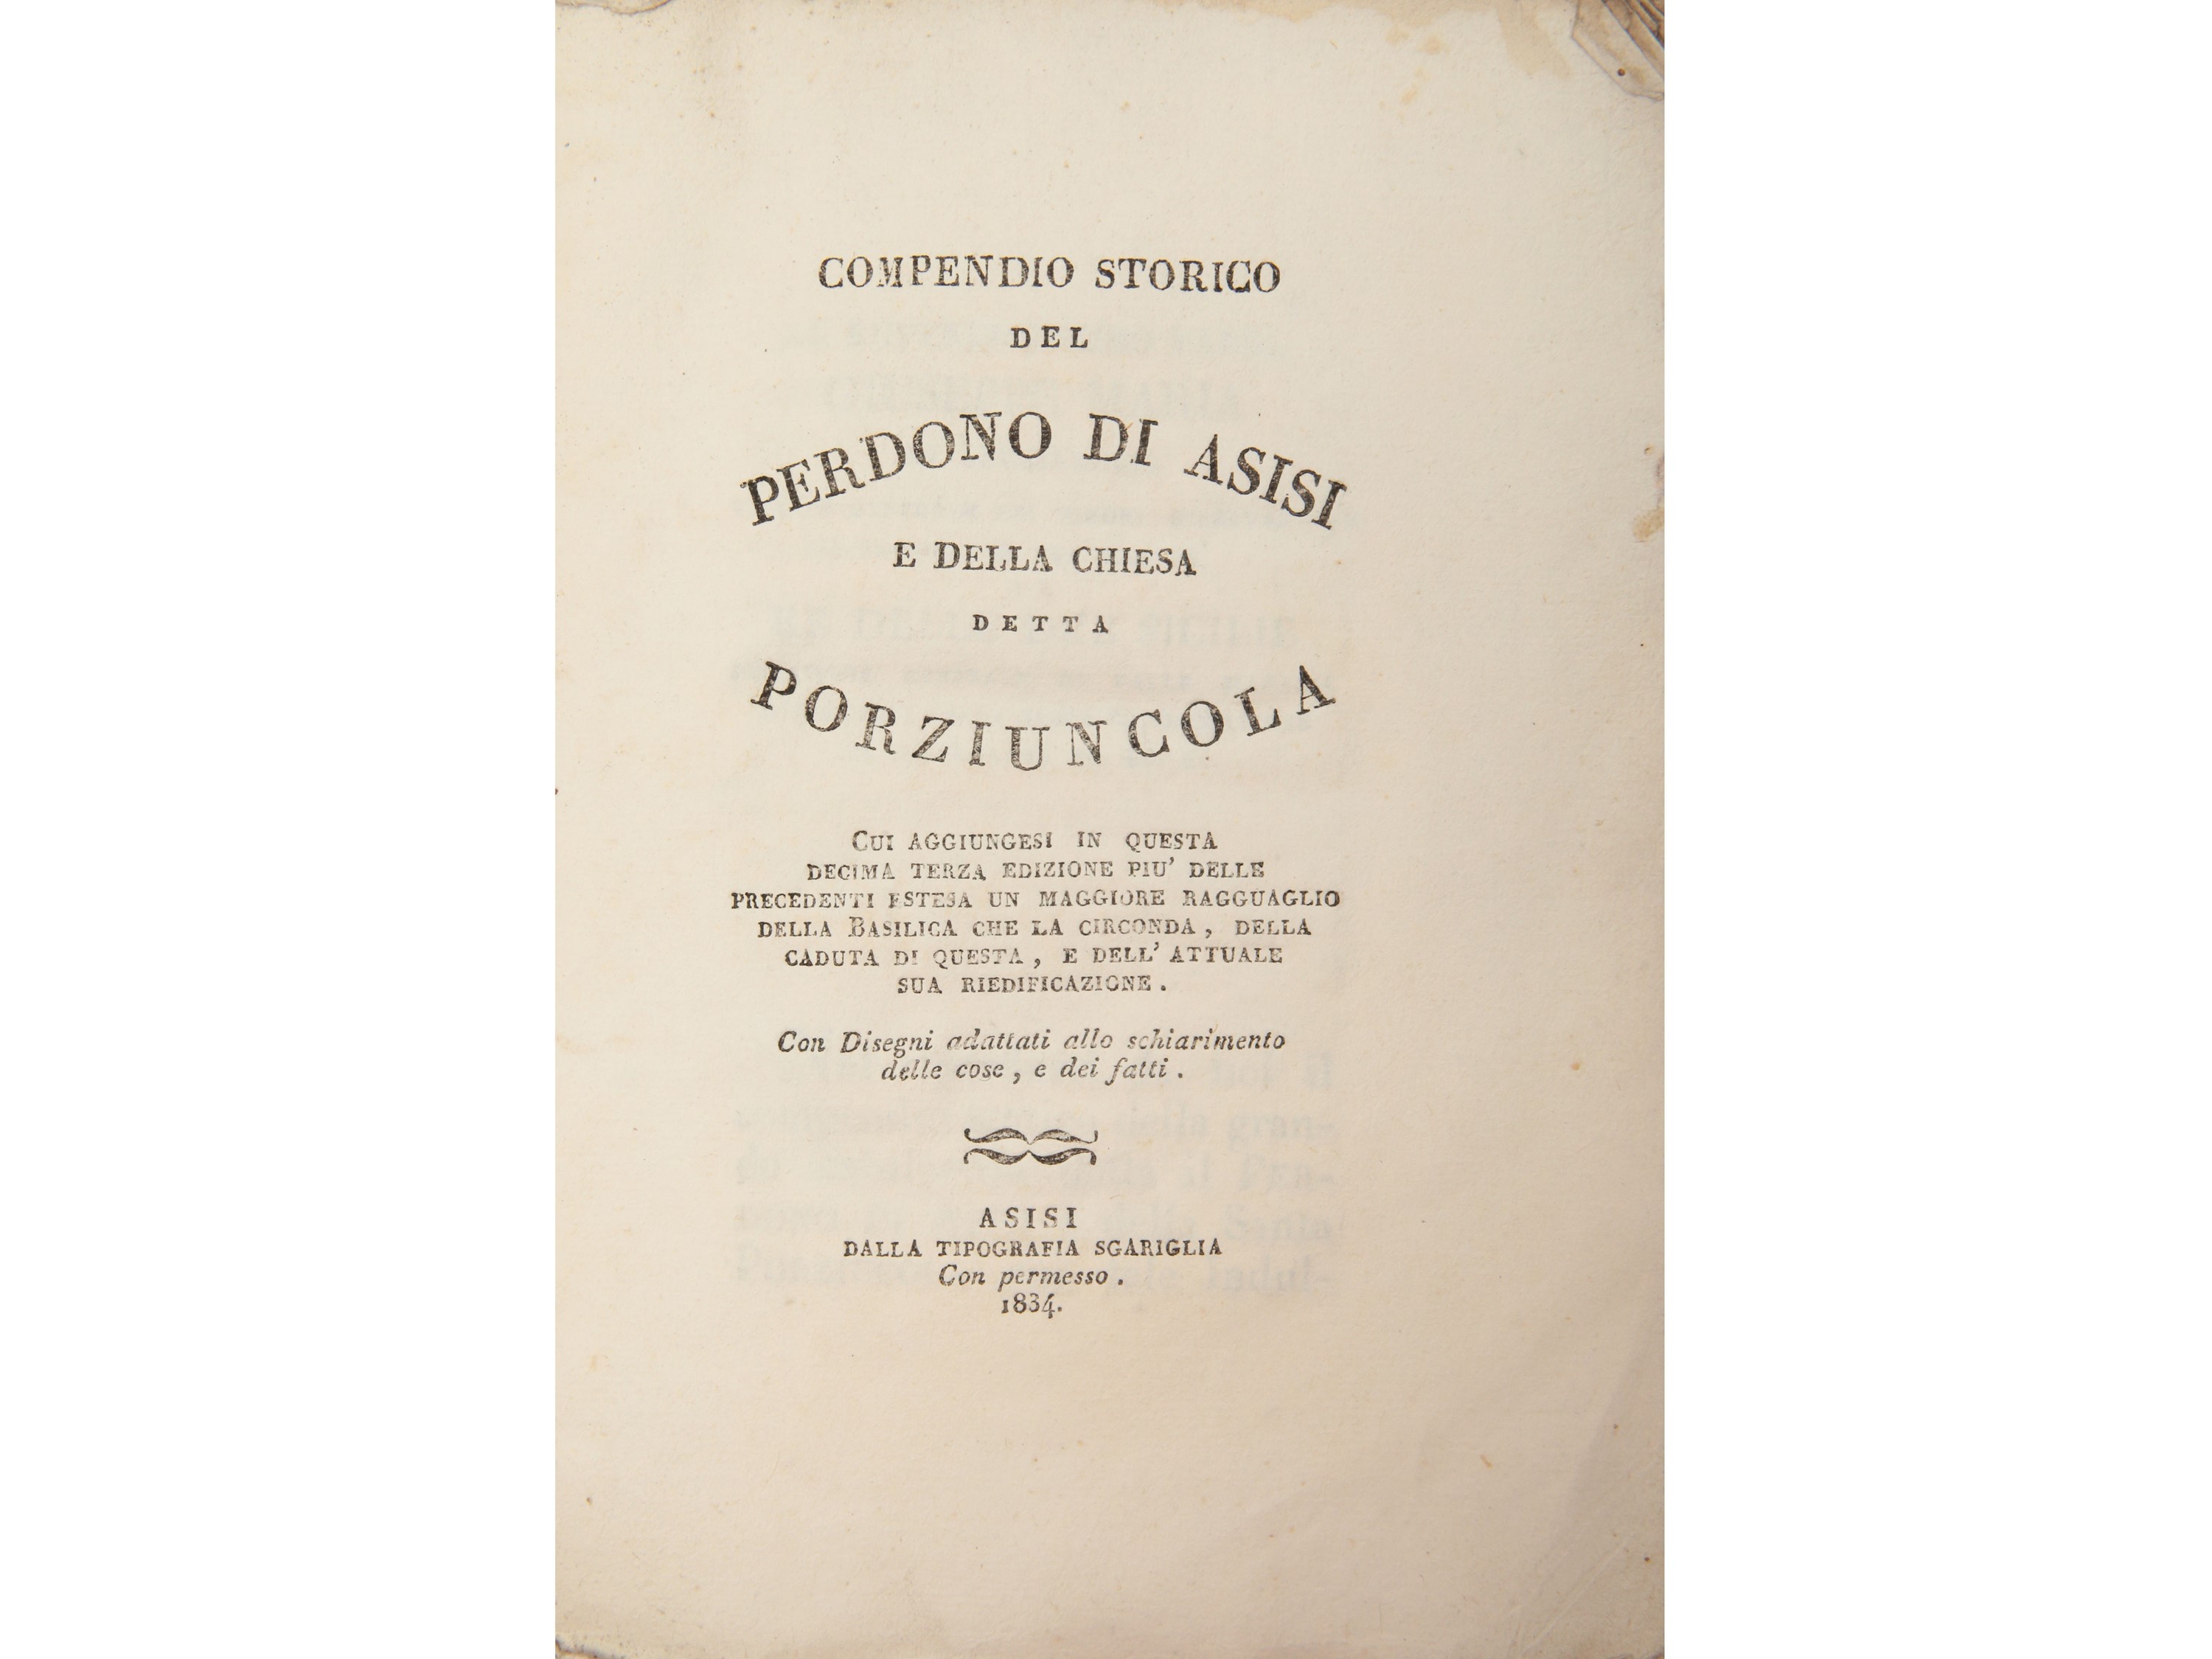 COMPENDIO STORICO
DEL
PERDONO DI ASISI
E DELLA CHIESA
DETTA
PORZIUNCOLA
CUI AGGIUNGESI IN QUESTA
DECIMA TERZA EDIZIONE PIU' DELLE
PRECEDENTI ESTESA UN MAGGIORE RAGGUAGLIO
DELLA BASILICA CHE LA CIRCONDA, DELLA
CADUTA DI QUESTA, E DELL' ATTUALE
SUA RIEDIFICAZIONE.
Con Disegni adattati allo schiarimento
delle cose, e dei fatti.
ASISI
DALLA TIPOGRAFIA SGARIGLIA
Con permesso.
1834.